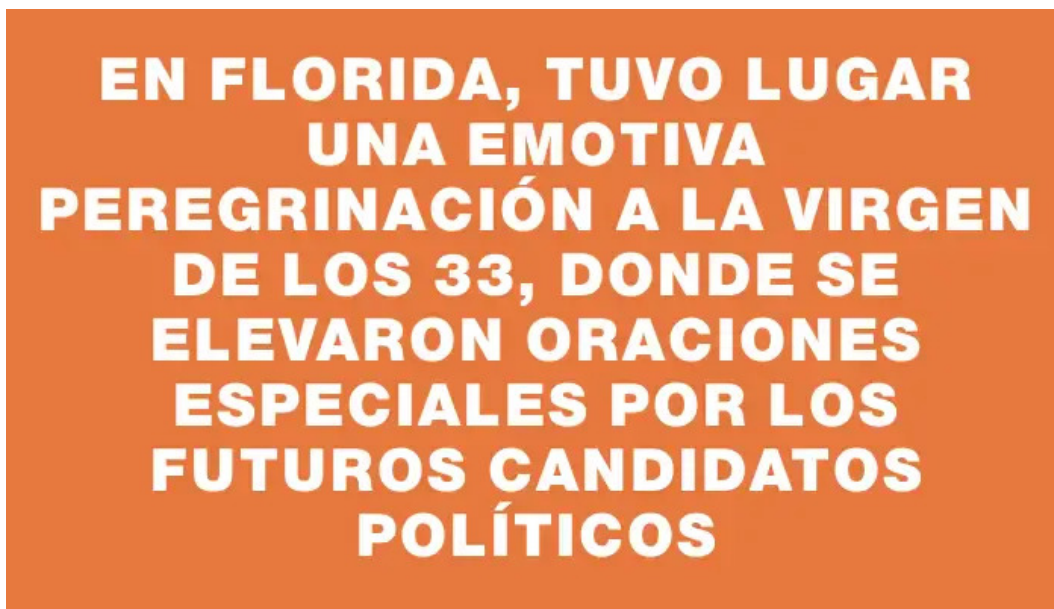 EN FLORIDA, TUVO LUGAR
UNA EMOTIVA
PEREGRINACIÓN A LA VIRGEN
DE LOS 33, DONDE SE
ELEVARON ORACIONES
ESPECIALES POR LOS
FUTUROS CANDIDATOS
POLÍTICOS